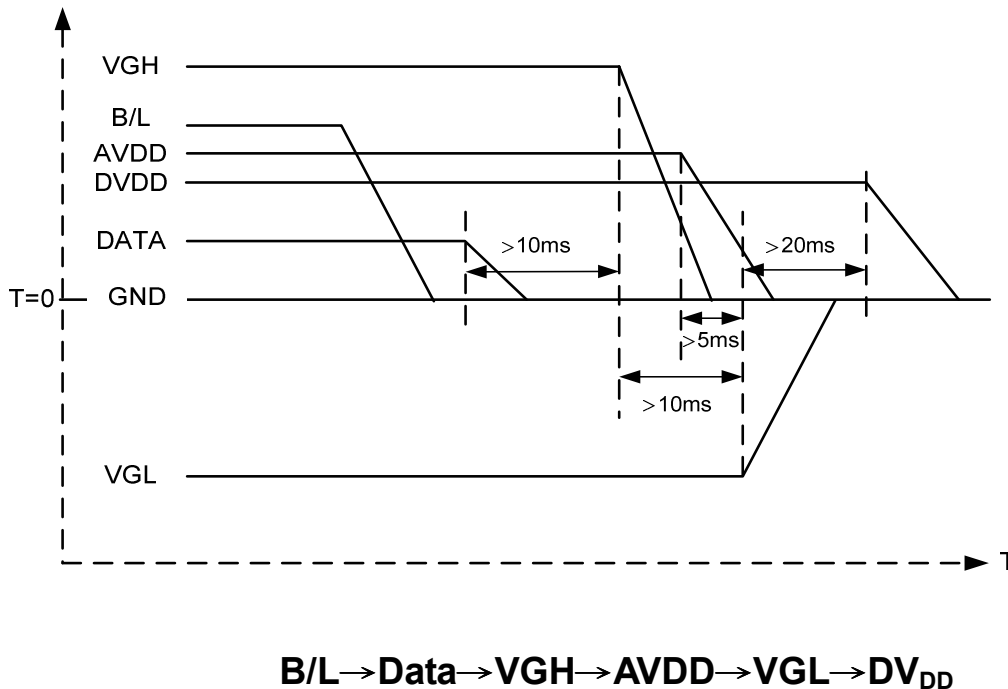 VGH
B/L
AVDD
DVDD
DATA
>10ms
>20ms
T=0
GND
>5ms
>10ms
VGL
T
B/L→Data→VGH→AVDD→VGL→DVDD